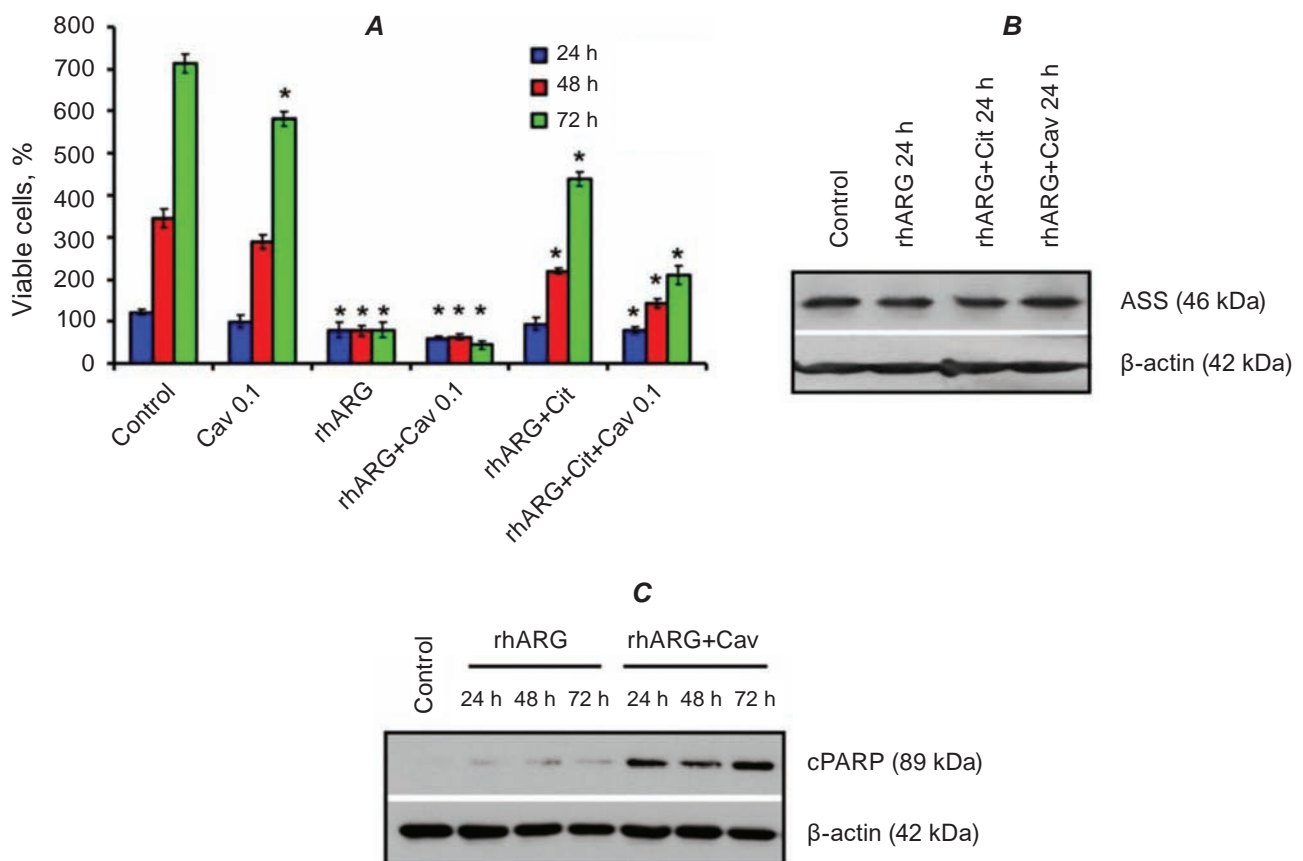 A
800
700
600
500
400
300
200
100
0
Viable cells, %
24 h
48 h
72 h
*
* * *
* * *
* *
* * *
Control
Cav 0.1
rhARG
rhARG+Cav 0.1
rhARG+Cit
rhARG+Cit+Cav 0.1
B
Control
rhARG 24 h
rhARG+Cit 24 h
rhARG+Cav 24 h
ASS (46 kDa)
β-actin (42 kDa)
C
Control
rhARG
rhARG+Cav
24 h 48 h 72 h 24 h 48 h 72 h
cPARP (89 kDa)
β-actin (42 kDa)